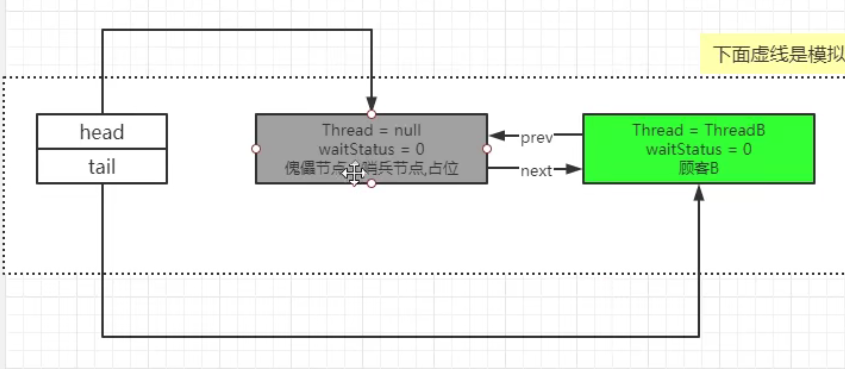 下面虚线是模拟
head
tail
Thread = null
waitStatus = 0
傀儡节点 哨兵节点,占位
prev
next
Thread = ThreadB
waitStatus = 0
顾客B